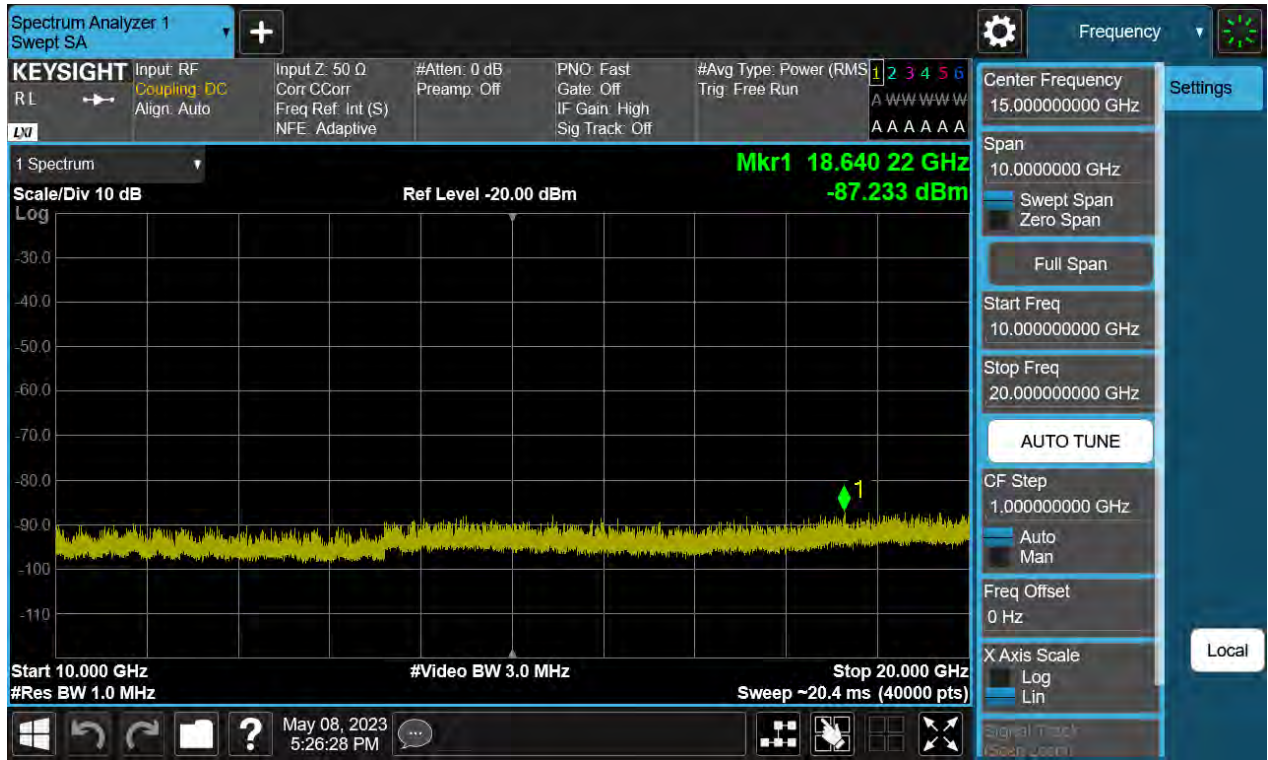 Spectrum Analyzer 1
Swept SA
+
Frequency
KEYSIGHT
RL
LXI
Input: RF
Coupling: DC
Align: Auto
Input Z: 50 Ω
Corr CCorr
Freq Ref: Int (S)
NFE: Adaptive
#Atten: 0 dB
Preamp: Off
PNO: Fast
Gate: Off
IF Gain: High
Sig Track: Off
#Avg Type: Power (RMS
Trig: Free Run
1 2 3 4 5 6
A W W W W W
A A A A A A
1 Spectrum
Mkr1 18.640 22 GHz
Scale/Div 10 dB
Ref Level -20.00 dBm
-87.233 dBm
Log
-30.0
-40.0
-50.0
-60.0
-70.0
-80.0
1
-90.0
-100
-110
Start 10.000 GHz
#Video BW 3.0 MHz
Stop 20.000 GHz
#Res BW 1.0 MHz
Sweep ~20.4 ms (40000 pts)
Center Frequency
15.000000000 GHz
Settings
Span
10.0000000 GHz
Swept Span
Zero Span
Full Span
Start Freq
10.000000000 GHz
Stop Freq
20.000000000 GHz
AUTO TUNE
CF Step
1.000000000 GHz
Auto
Man
Freq Offset
0 Hz
X Axis Scale
Log
Lin
Local
Signal Track
(Span Zoom)
?
May 08, 2023
5:26:28 PM